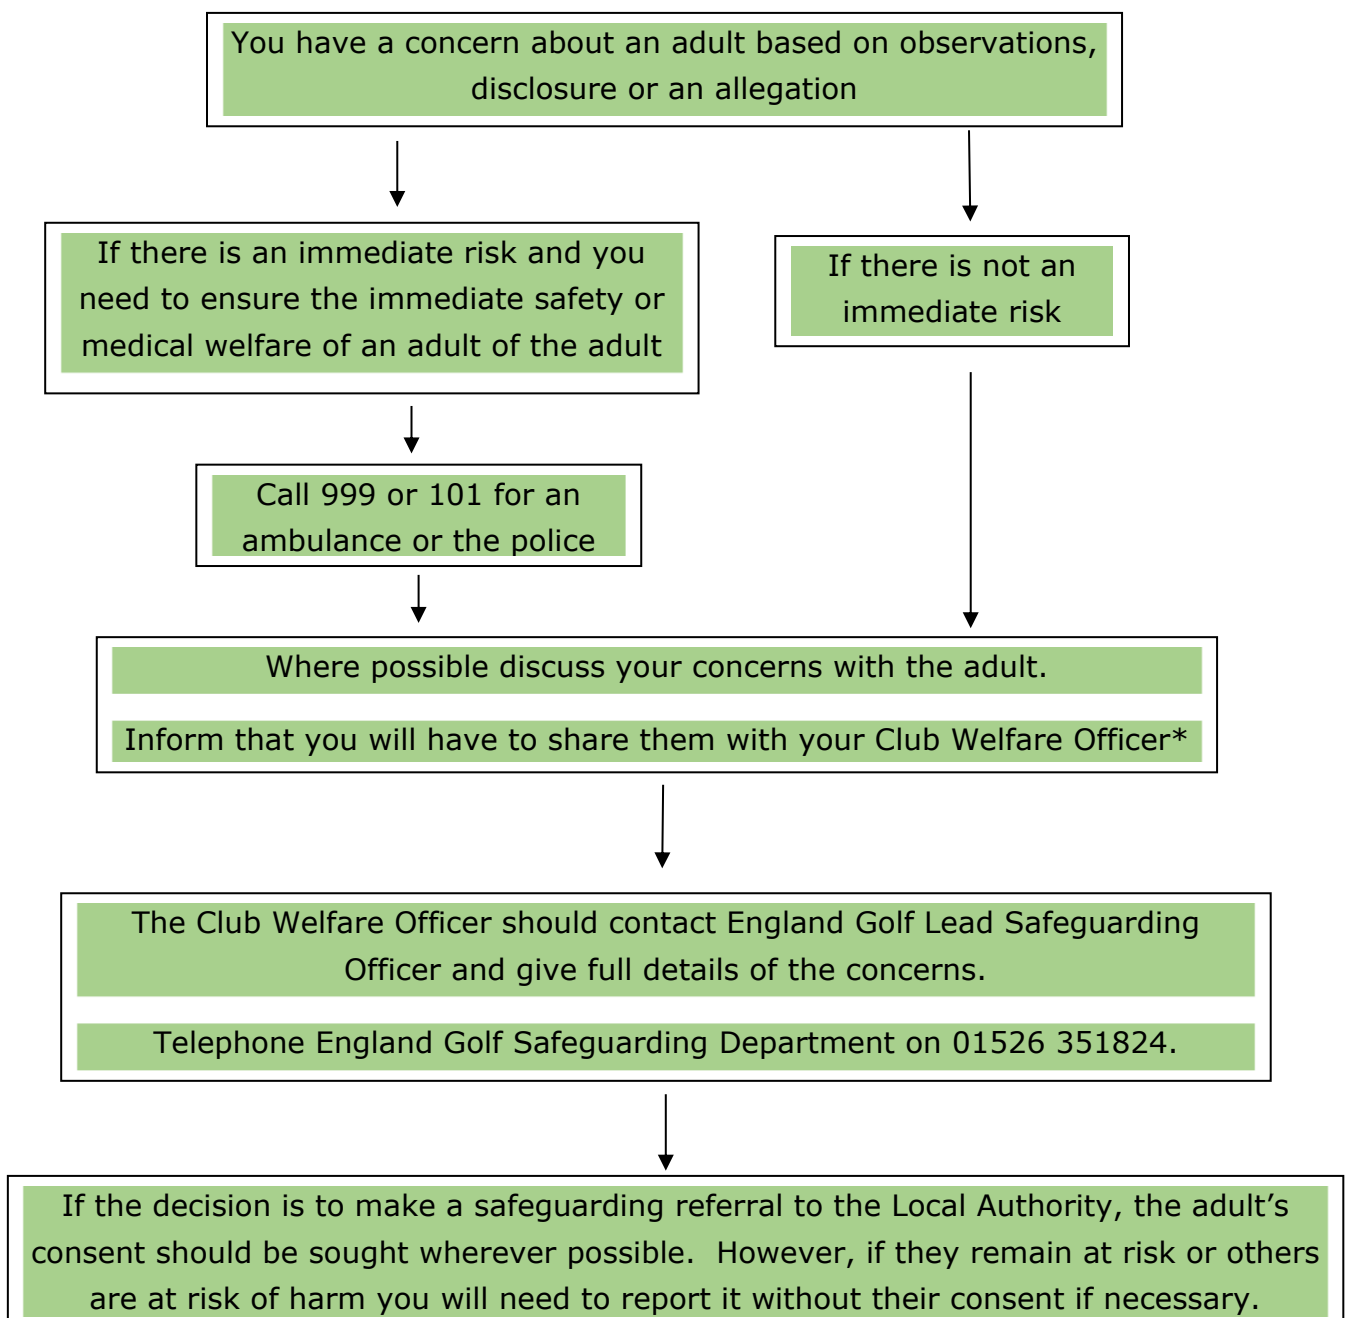 You have a concern about an adult based on observations,
disclosure or an allegation
If there is an immediate risk and you
need to ensure the immediate safety or
medical welfare of an adult of the adult
If there is not an
immediate risk
Call 999 or 101 for an
ambulance or the police
Where possible discuss your concerns with the adult.
Inform that you will have to share them with your Club Welfare Officer*
The Club Welfare Officer should contact England Golf Lead Safeguarding
Officer and give full details of the concerns.
Telephone England Golf Safeguarding Department on 01526 351824.
If the decision is to make a safeguarding referral to the Local Authority, the adult’s
consent should be sought wherever possible.  However, if they remain at risk or others
are at risk of harm you will need to report it without their consent if necessary.